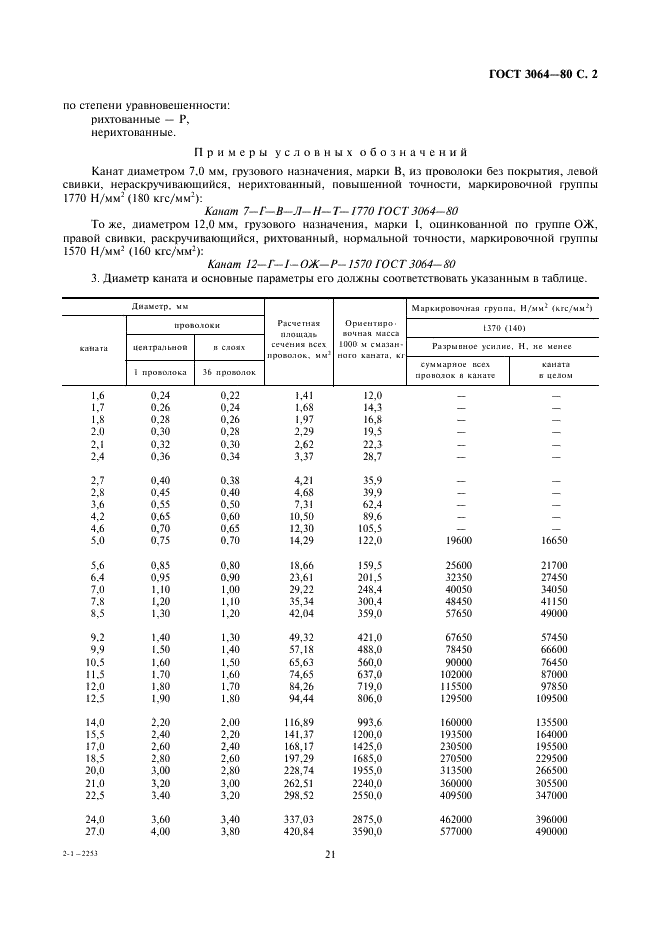 ГОСТ 3064—80 С. 2
по степени уравновешенности:
рихтованные — Р,
нерихтованные.
Примеры условных обозначений
Канат диаметром 7,0 мм, грузового назначения, марки В, из проволоки без покрытия, левой
свивки, нераскручивающийся, нерихтованный, повышенной точности, маркировочной группы
1770 Н/мм² (180 кгс/мм²):
Канат 7—Г—В—Л—Н—Т—1770 ГОСТ 3064—80
То же, диаметром 12,0 мм, грузового назначения, марки I, оцинкованной по группе ОЖ,
правой свивки, раскручивающийся, рихтованный, нормальной точности, маркировочной группы
1570 Н/мм² (160 кгс/мм²):
Канат 12—Г—I—ОЖ—Р—1570 ГОСТ 3064—80
3. Диаметр каната и основные параметры его должны соответствовать указанным в таблице.
Диаметр, мм
каната
проволоки
центральной
в слоях
1 проволока
36 проволок
Расчетная
площадь
сечения всех
проволок, мм²
Ориентиро-
вочная масса
1000 м смазан-
ного каната, кг
Маркировочная группа, Н/мм² (кгс/мм²)
1370 (140)
Разрывное усилие, Н, не менее
суммарное всех
проволок в канате
каната
в целом
1,6 0,24 0,22 1,41 12,0 — —
1,7 0,26 0,24 1,68 14,3 — —
1,8 0,28 0,26 1,97 16,8 — —
2,0 0,30 0,28 2,29 19,5 — —
2,1 0,32 0,30 2,62 22,3 — —
2,4 0,36 0,34 3,37 28,7 — —
2,7 0,40 0,38 4,21 35,9 — —
2,8 0,45 0,40 4,68 39,9 — —
3,6 0,55 0,50 7,31 62,4 — —
4,2 0,65 0,60 10,50 89,6 — —
4,6 0,70 0,65 12,30 105,5 — —
5,0 0,75 0,70 14,29 122,0 19600 16650
5,6 0,85 0,80 18,66 159,5 25600 21700
6,4 0,95 0,90 23,61 201,5 32350 27450
7,0 1,10 1,00 29,22 248,4 40050 34050
7,8 1,20 1,10 35,34 300,4 48450 41150
8,5 1,30 1,20 42,04 359,0 57650 49000
9,2 1,40 1,30 49,32 421,0 67650 57450
9,9 1,50 1,40 57,18 488,0 78450 66600
10,5 1,60 1,50 65,63 560,0 90000 76450
11,5 1,70 1,60 74,65 637,0 102000 87000
12,0 1,80 1,70 84,26 719,0 115500 97850
12,5 1,90 1,80 94,44 806,0 129500 109500
14,0 2,20 2,00 116,89 993,6 160000 135500
15,5 2,40 2,20 141,37 1200,0 193500 164000
17,0 2,60 2,40 168,17 1425,0 230500 195500
18,5 2,80 2,60 197,29 1685,0 270500 229500
20,0 3,00 2,80 228,74 1955,0 313500 266500
21,0 3,20 3,00 262,51 2240,0 360000 305500
22,5 3,40 3,20 298,52 2550,0 409500 347000
24,0 3,60 3,40 337,03 2875,0 462000 396000
27,0 4,00 3,80 420,84 3590,0 577000 490000
2-1—2253
21